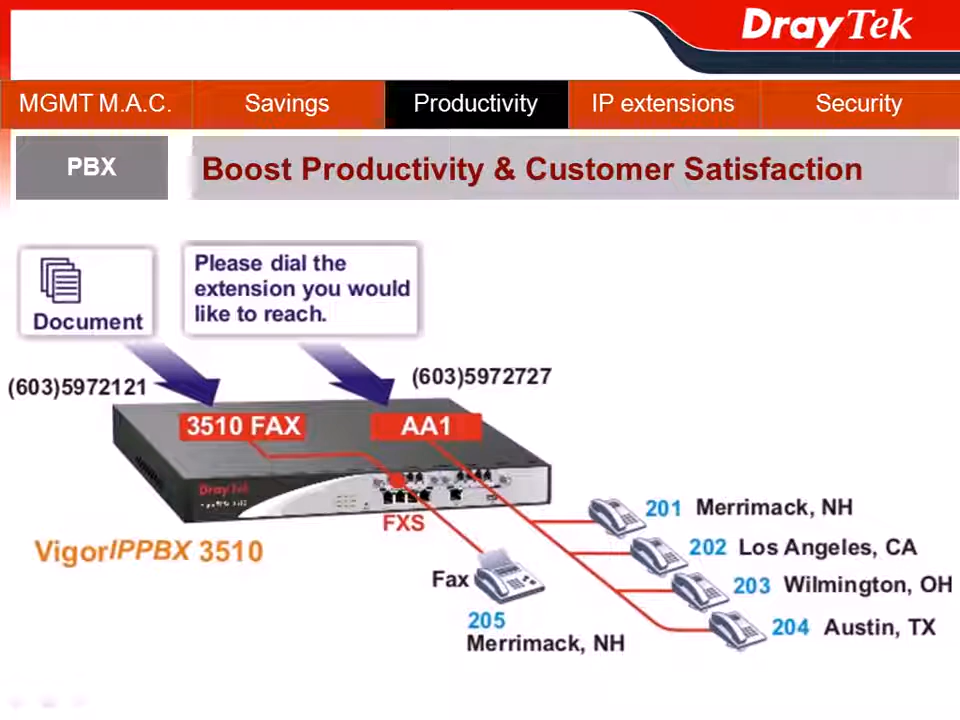 DrayTek
MGMT M.A.C.
Savings
Productivity
IP extensions
Security
PBX
Boost Productivity & Customer Satisfaction
Document
Please dial the
extension you would
like to reach.
(603)5972121
(603)5972727
3510 FAX
AA1
DrayTek
FXS
VigorIPPBX 3510
201 Merrimack, NH
202 Los Angeles, CA
203 Wilmington, OH
204 Austin, TX
Fax
205
Merrimack, NH